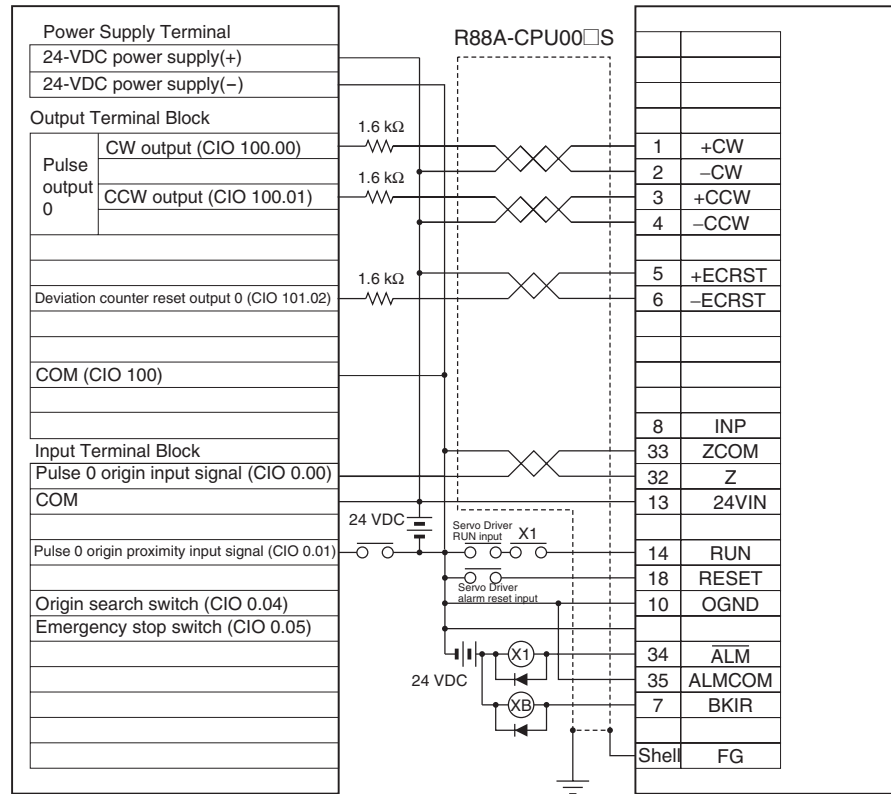 Power Supply Terminal
R88A-CPU00□S
24-VDC power supply(+)
24-VDC power supply(−)
Output Terminal Block
Pulse output 0
CW output (CIO 100.00)
1.6 kΩ
1 +CW
2 −CW
CCW output (CIO 100.01)
1.6 kΩ
3 +CCW
4 −CCW
5 +ECRST
Deviation counter reset output 0 (CIO 101.02)
1.6 kΩ
6 −ECRST
COM (CIO 100)
8 INP
Input Terminal Block
33 ZCOM
Pulse 0 origin input signal (CIO 0.00)
32 Z
COM
13 24VIN
24 VDC
Servo Driver
RUN input
X1
Pulse 0 origin proximity input signal (CIO 0.01)
14 RUN
18 RESET
Servo Driver
alarm reset input
Origin search switch (CIO 0.04)
10 OGND
Emergency stop switch (CIO 0.05)
X1
34 ALM
24 VDC
35 ALMCOM
XB
7 BKIR
Shell FG